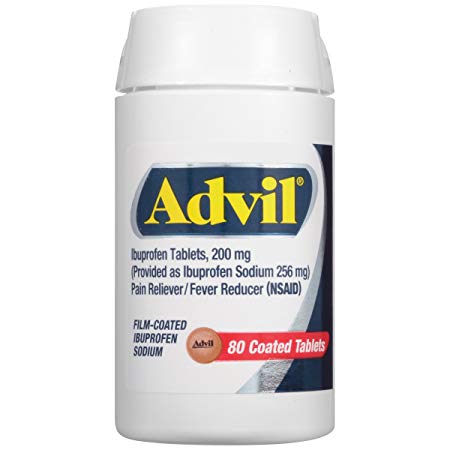 Advil®
Ibuprofen Tablets, 200 mg
(Provided as Ibuprofen Sodium 256 mg)
Pain Reliever/Fever Reducer (NSAID)
FILM-COATED
IBUPROFEN
SODIUM
Advil
80 Coated Tablets